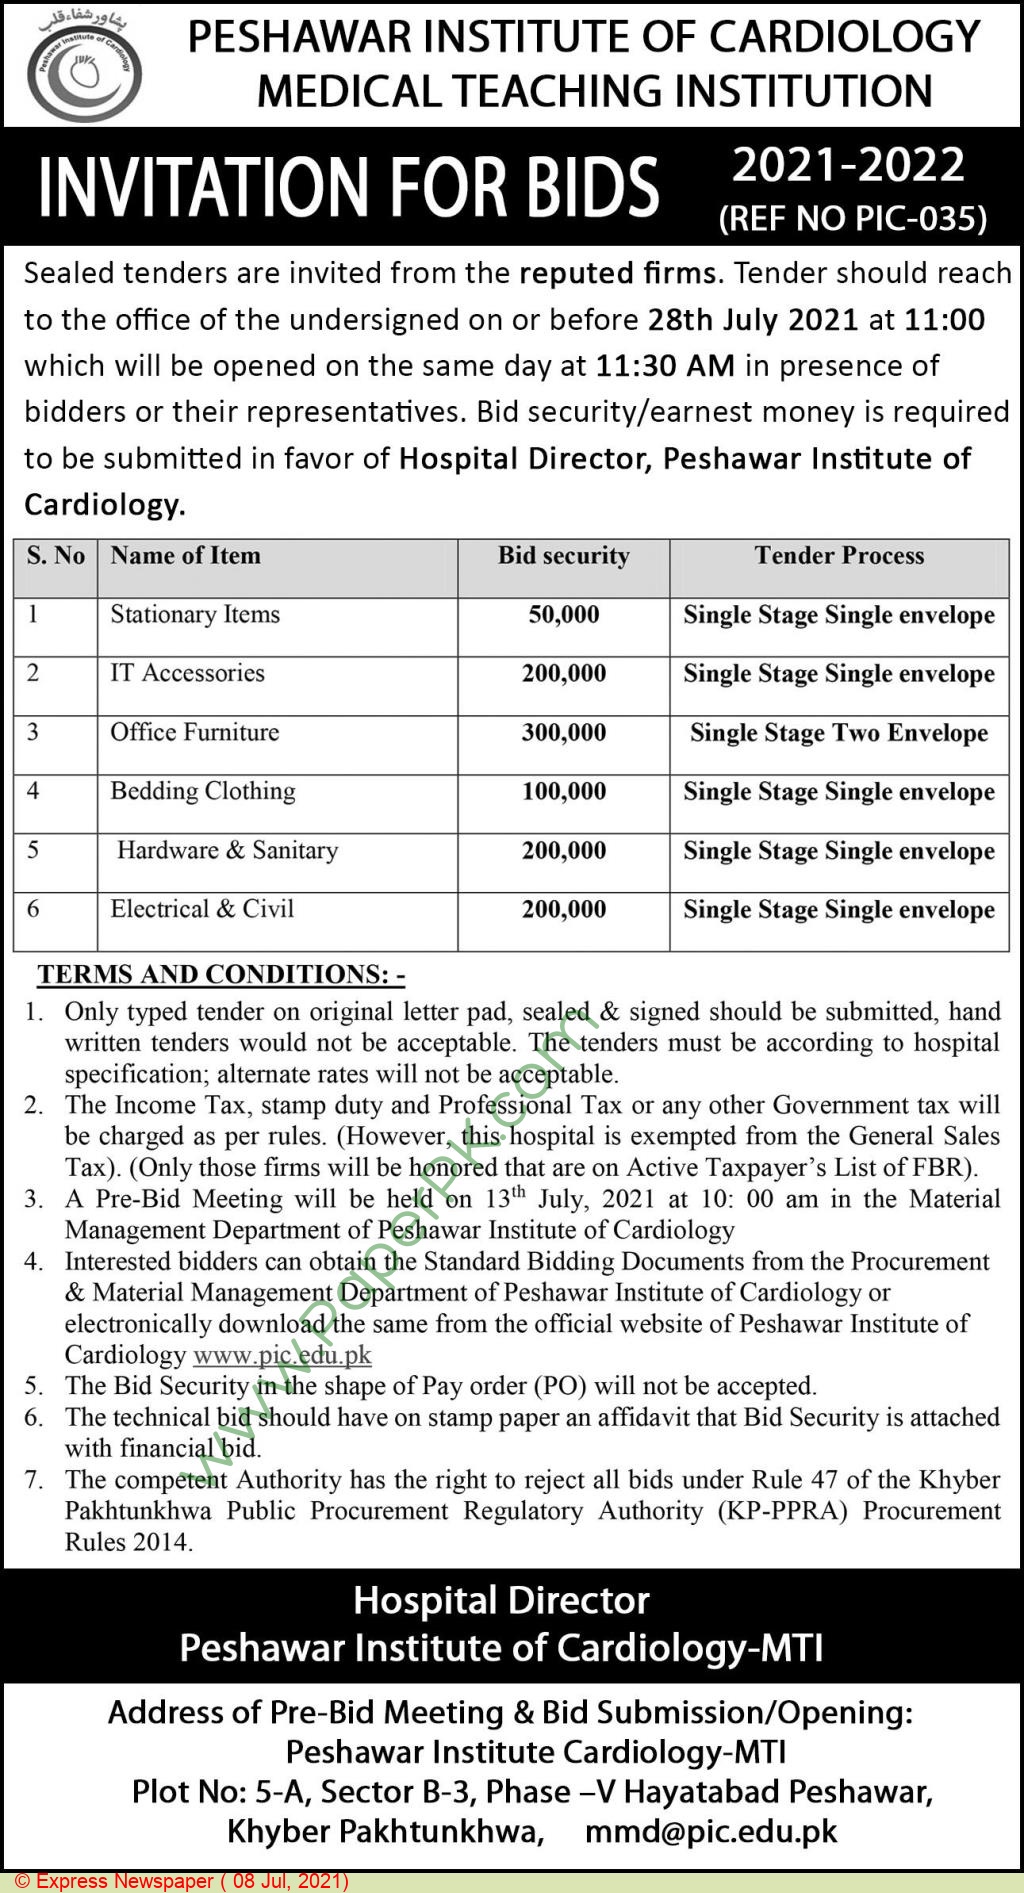 پشاور شفاءقلب
Peshawar Institute of Cardiology
PESHAWAR INSTITUTE OF CARDIOLOGY
MEDICAL TEACHING INSTITUTION
INVITATION FOR BIDS
2021-2022
(REF NO PIC-035)
Sealed tenders are invited from the reputed firms. Tender should reach
to the office of the undersigned on or before 28th July 2021 at 11:00
which will be opened on the same day at 11:30 AM in presence of
bidders or their representatives. Bid security/earnest money is required
to be submitted in favor of Hospital Director, Peshawar Institute of
Cardiology.
S. No Name of Item Bid security Tender Process
1 Stationary Items 50,000 Single Stage Single envelope
2 IT Accessories 200,000 Single Stage Single envelope
3 Office Furniture 300,000 Single Stage Two Envelope
4 Bedding Clothing 100,000 Single Stage Single envelope
5 Hardware & Sanitary 200,000 Single Stage Single envelope
6 Electrical & Civil 200,000 Single Stage Single envelope
TERMS AND CONDITIONS: -
1. Only typed tender on original letter pad, sealed & signed should be submitted, hand
written tenders would not be acceptable. The tenders must be according to hospital
specification; alternate rates will not be acceptable.
2. The Income Tax, stamp duty and Professional Tax or any other Government tax will
be charged as per rules. (However, this hospital is exempted from the General Sales
Tax). (Only those firms will be honored that are on Active Taxpayer's List of FBR).
3. A Pre-Bid Meeting will be held on 13th July, 2021 at 10: 00 am in the Material
Management Department of Peshawar Institute of Cardiology
4. Interested bidders can obtain the Standard Bidding Documents from the Procurement
& Material Management Department of Peshawar Institute of Cardiology or
electronically download the same from the official website of Peshawar Institute of
Cardiology www.pic.edu.pk
5. The Bid Security in the shape of Pay order (PO) will not be accepted.
6. The technical bid should have on stamp paper an affidavit that Bid Security is attached
with financial bid.
7. The competent Authority has the right to reject all bids under Rule 47 of the Khyber
Pakhtunkhwa Public Procurement Regulatory Authority (KP-PPRA) Procurement
Rules 2014.
www.PaperPK.com
Hospital Director
Peshawar Institute of Cardiology-MTI
Address of Pre-Bid Meeting & Bid Submission/Opening:
Peshawar Institute Cardiology-MTI
Plot No: 5-A, Sector B-3, Phase –V Hayatabad Peshawar,
Khyber Pakhtunkhwa, mmd@pic.edu.pk
© Express Newspaper ( 08 Jul, 2021)